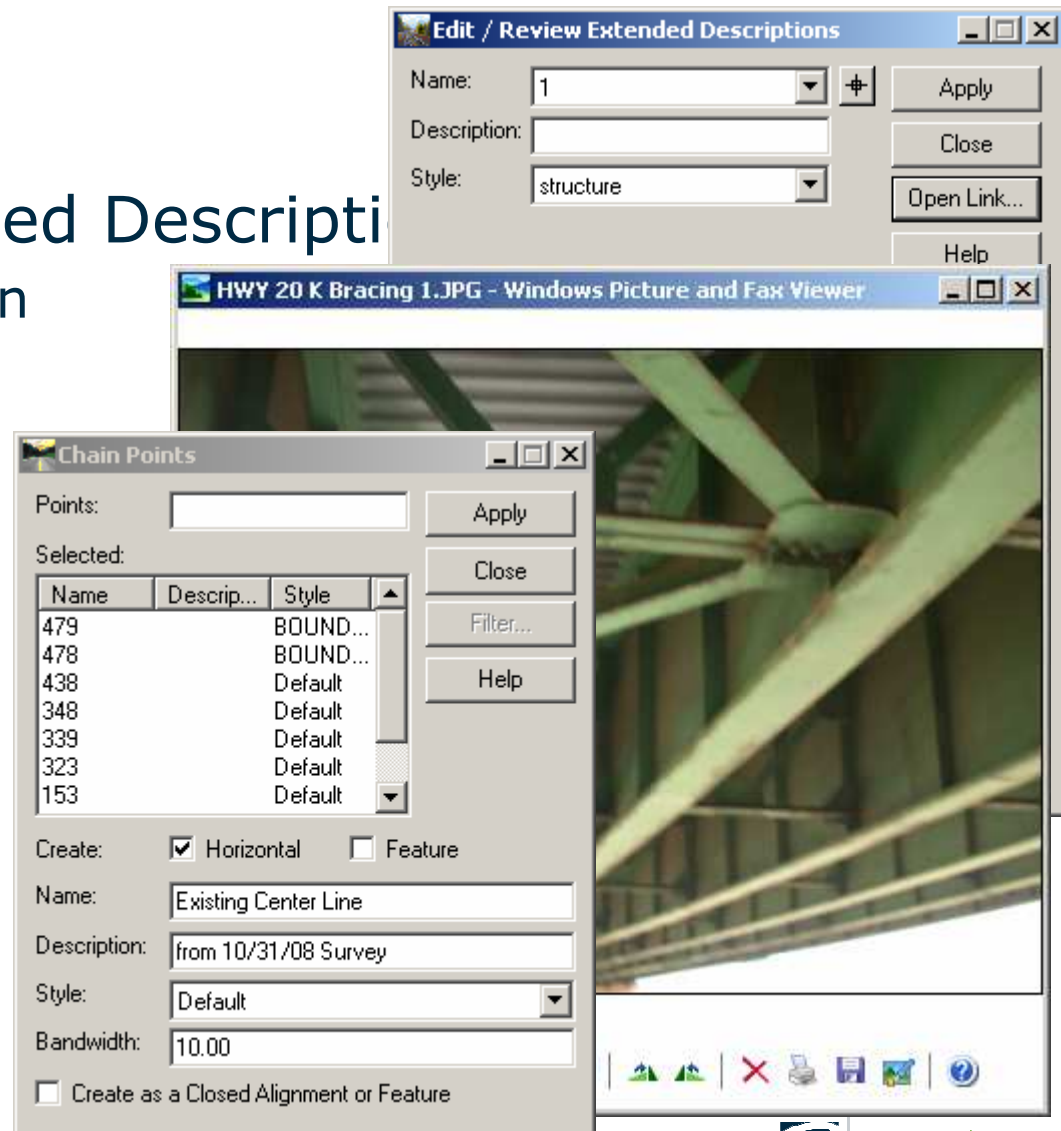 Edit / Review Extended Descriptions
Name: 1 Apply
Description: Close
Style: structure Open Link...
Help
ed Descripti
n
HWY 20 K Bracing 1.JPG - Windows Picture and Fax Viewer
Chain Points
Points: Apply
Selected: Close
Name Descrip... Style Filter...
479 BOUND...
478 BOUND...
438 Default Help
348 Default
339 Default
323 Default
153 Default
Create: Horizontal Feature
Name: Existing Center Line
Description: from 10/31/08 Survey
Style: Default
Bandwidth: 10.00
Create as a Closed Alignment or Feature